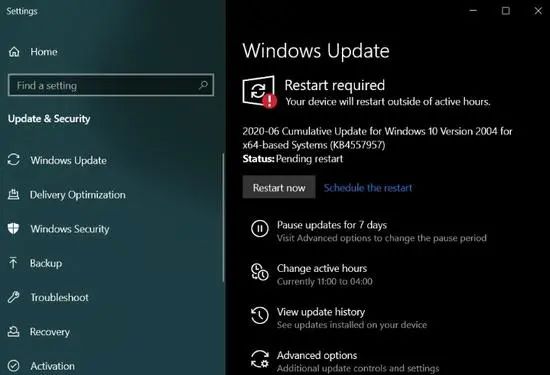 Settings
Home
Find a setting
Update & Security
Windows Update
Delivery Optimization
Windows Security
Backup
Troubleshoot
Recovery
Activation
Windows Update
Restart required
Your device will restart outside of active hours.
2020-06 Cumulative Update for Windows 10 Version 2004 for
x64-based Systems (KB4557957)
Status: Pending restart
Restart now Schedule the restart
Pause updates for 7 days
Visit Advanced options to change the pause period
Change active hours
Currently 11:00 to 04:00
View update history
See updates installed on your device
Advanced options
Additional update controls and settings